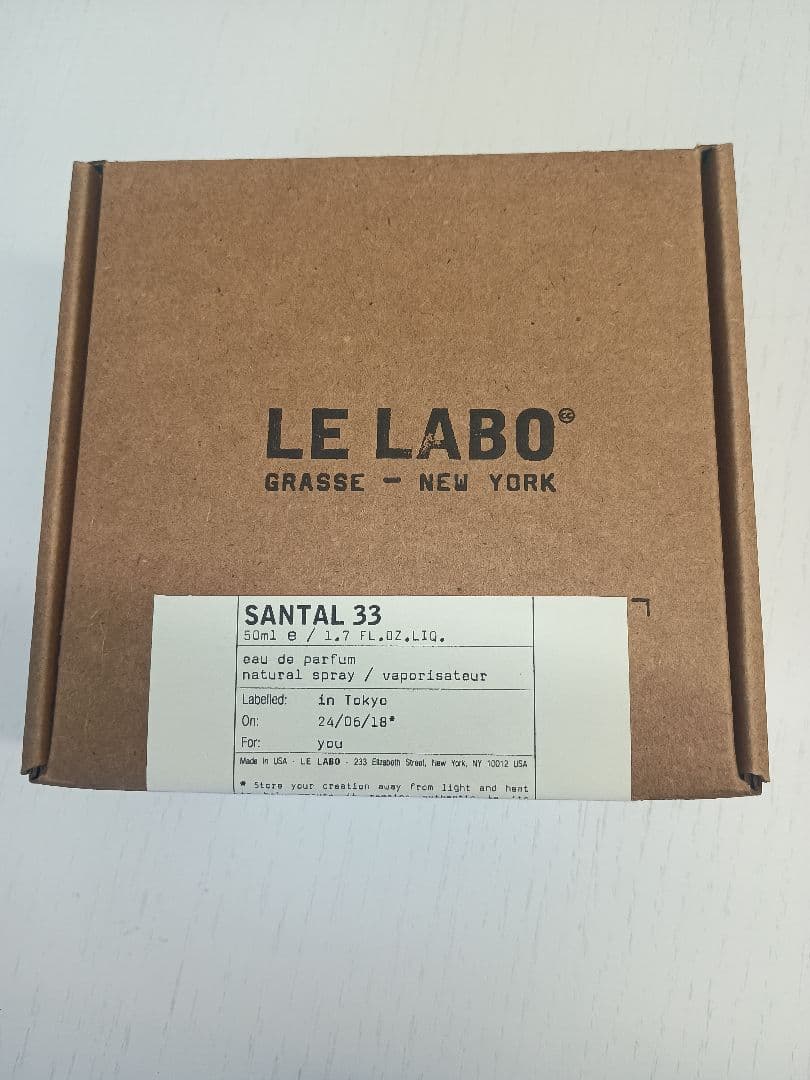 LE LABO
GRASSE — NEW YORK
SANTAL 33
50ml e / 1.7 FL.OZ.LIQ.
eau de parfum
natural spray / vaporisateur
Labelled: in Tokyo
On: 24/06/18*
For: you
Made in USA - LE LABO - 233 Elizabeth Street, New York, NY 10012 USA
* Store your creation away from light and heat